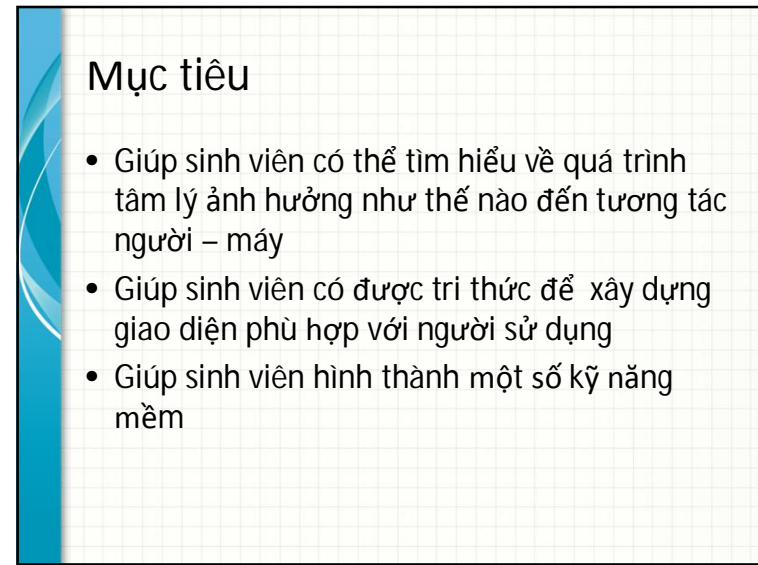 Mục tiêu
• Giúp sinh viên có thể tìm hiểu về quá trình
tâm lý ảnh hưởng như thế nào đến tương tác
người – máy
• Giúp sinh viên có được tri thức để xây dựng
giao diện phù hợp với người sử dụng
• Giúp sinh viên hình thành một số kỹ năng
mềm